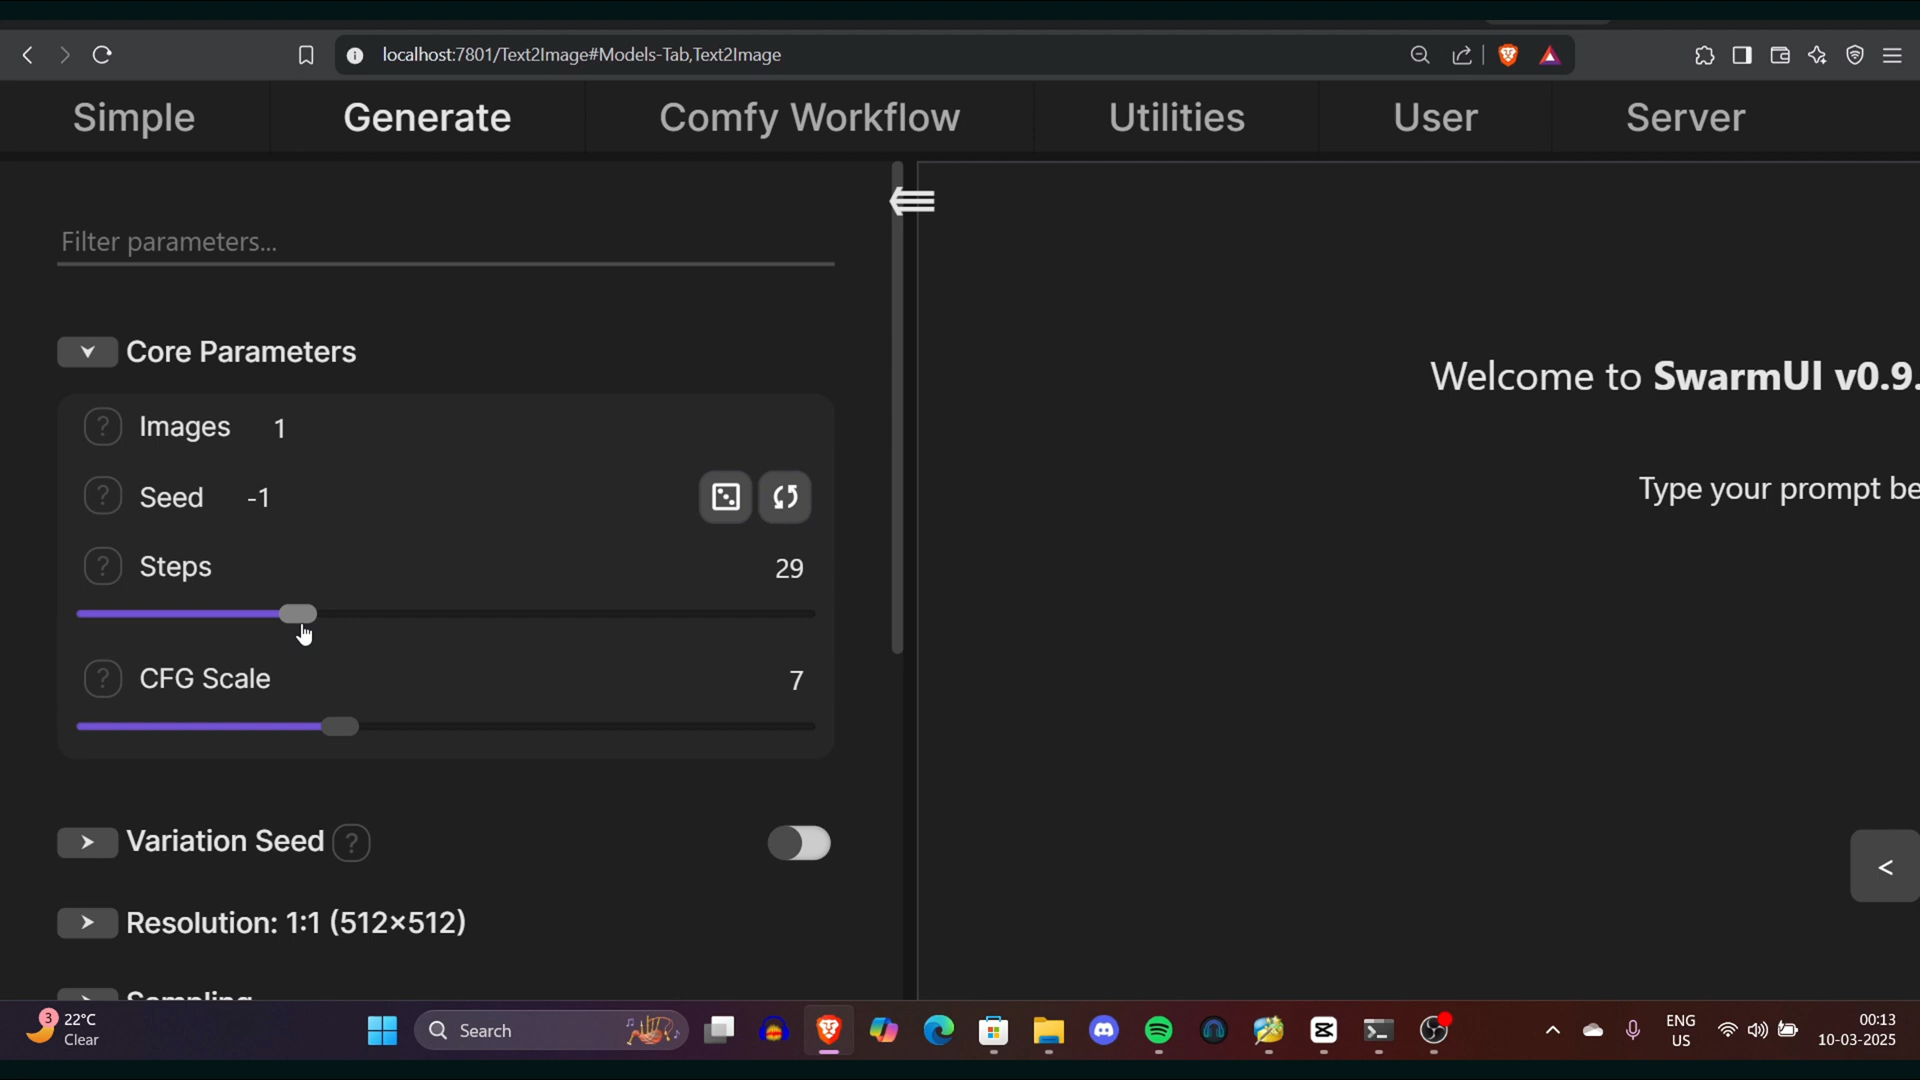 localhost:7801/Text2Image#Models-Tab,Text2Image
Simple Generate Comfy Workflow Utilities User Server
Filter parameters...
Core Parameters
? Images 1
? Seed -1
? Steps 29
? CFG Scale 7
Variation Seed ?
Resolution: 1:1 (512×512)
Sampling
Welcome to SwarmUI v0.9.
Type your prompt be
<
3
22°C
Clear
Search
ENG
US
00:13
10-03-2025